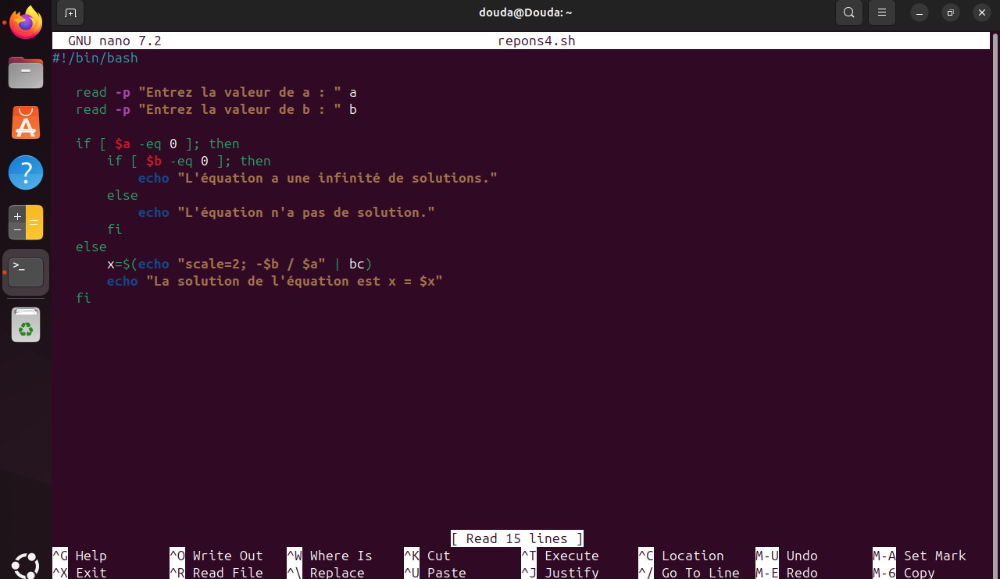 douda@Douda: ~
GNU nano 7.2 repons4.sh
#!/bin/bash
read -p "Entrez la valeur de a : " a
read -p "Entrez la valeur de b : " b
if [ $a -eq 0 ]; then
if [ $b -eq 0 ]; then
echo "L'équation a une infinité de solutions."
else
echo "L'équation n'a pas de solution."
fi
else
x=$(echo "scale=2; -$b / $a" | bc)
echo "La solution de l'équation est x = $x"
fi
[ Read 15 lines ]
^G Help ^O Write Out ^W Where Is ^K Cut ^T Execute ^C Location M-U Undo M-A Set Mark
^X Exit ^R Read File ^\ Replace ^U Paste ^J Justify ^/ Go To Line M-E Redo M-6 Copy